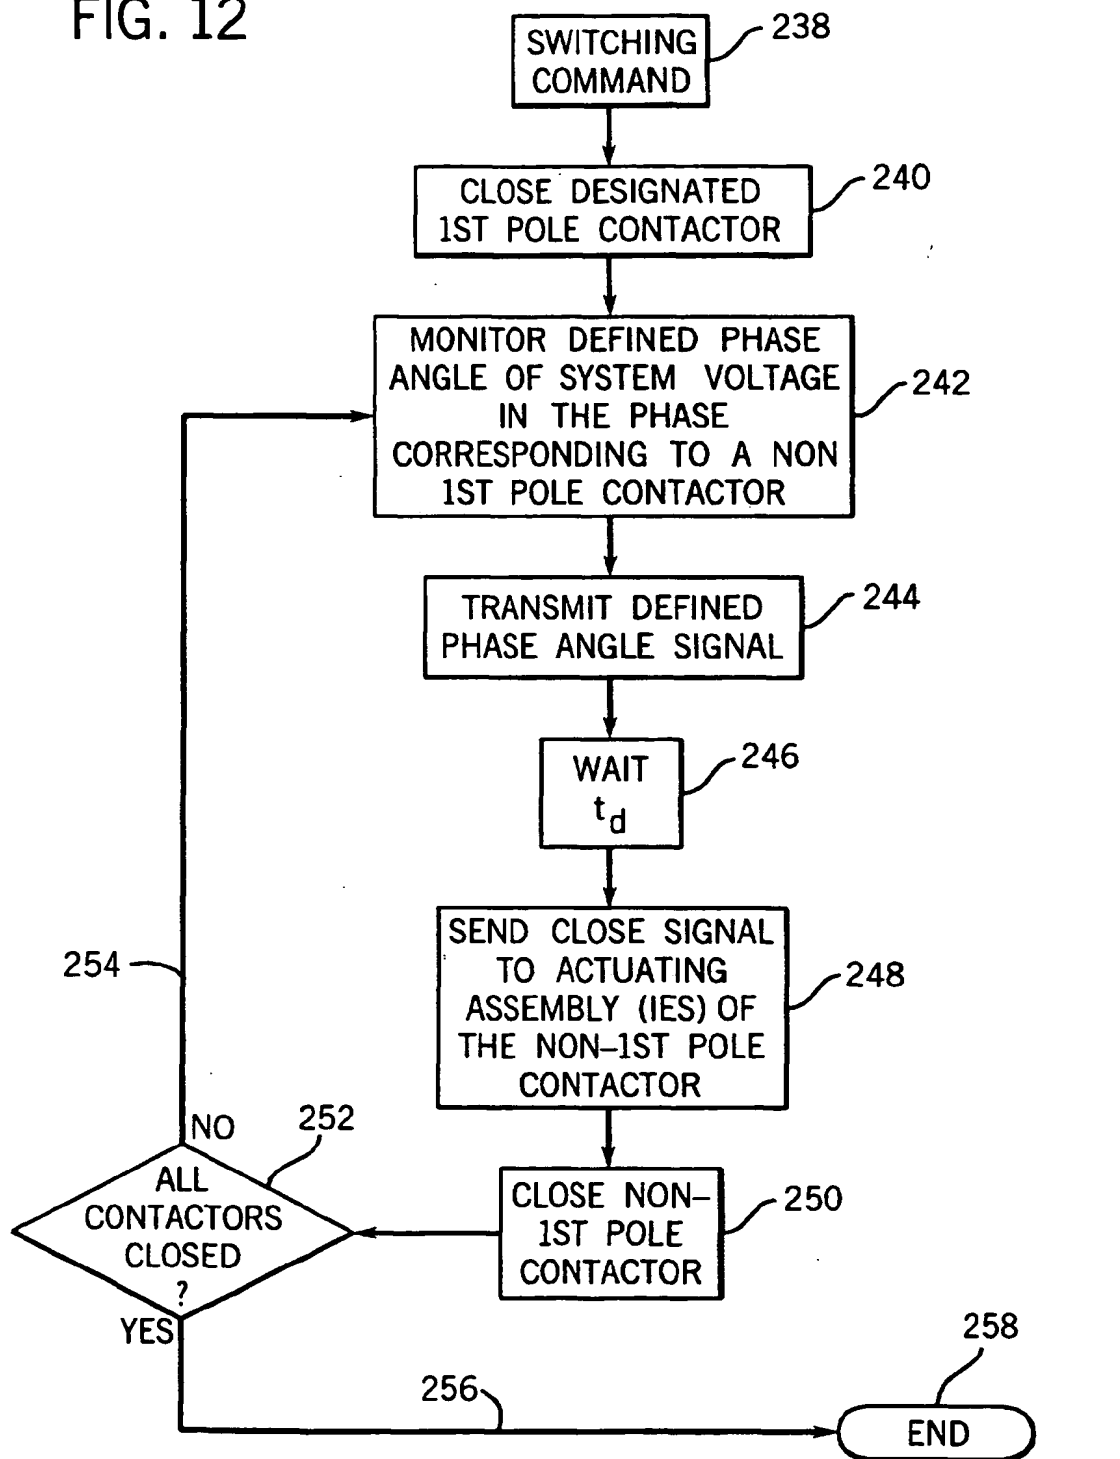 FIG. 12
SWITCHING
COMMAND
238
CLOSE DESIGNATED
1ST POLE CONTACTOR
240
MONITOR DEFINED PHASE
ANGLE OF SYSTEM VOLTAGE
IN THE PHASE
CORRESPONDING TO A NON
1ST POLE CONTACTOR
242
TRANSMIT DEFINED
PHASE ANGLE SIGNAL
244
WAIT
td
246
SEND CLOSE SIGNAL
TO ACTUATING
ASSEMBLY (IES) OF
THE NON-1ST POLE
CONTACTOR
248
CLOSE NON-
1ST POLE
CONTACTOR
250
ALL
CONTACTORS
CLOSED
?
252
NO
254
YES
256
END
258